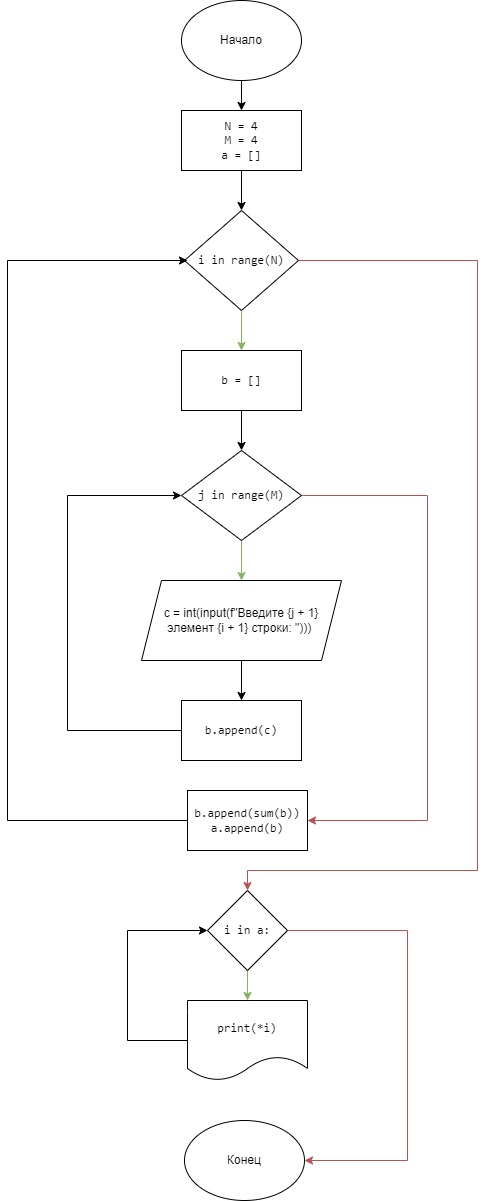 Начало
N = 4
M = 4
a = []
i in range(N)
b = []
j in range(M)
c = int(input(f"Введите {j + 1}
элемент {i + 1} строки: ")))
b.append(c)
b.append(sum(b))
a.append(b)
i in a:
print(*i)
Конец